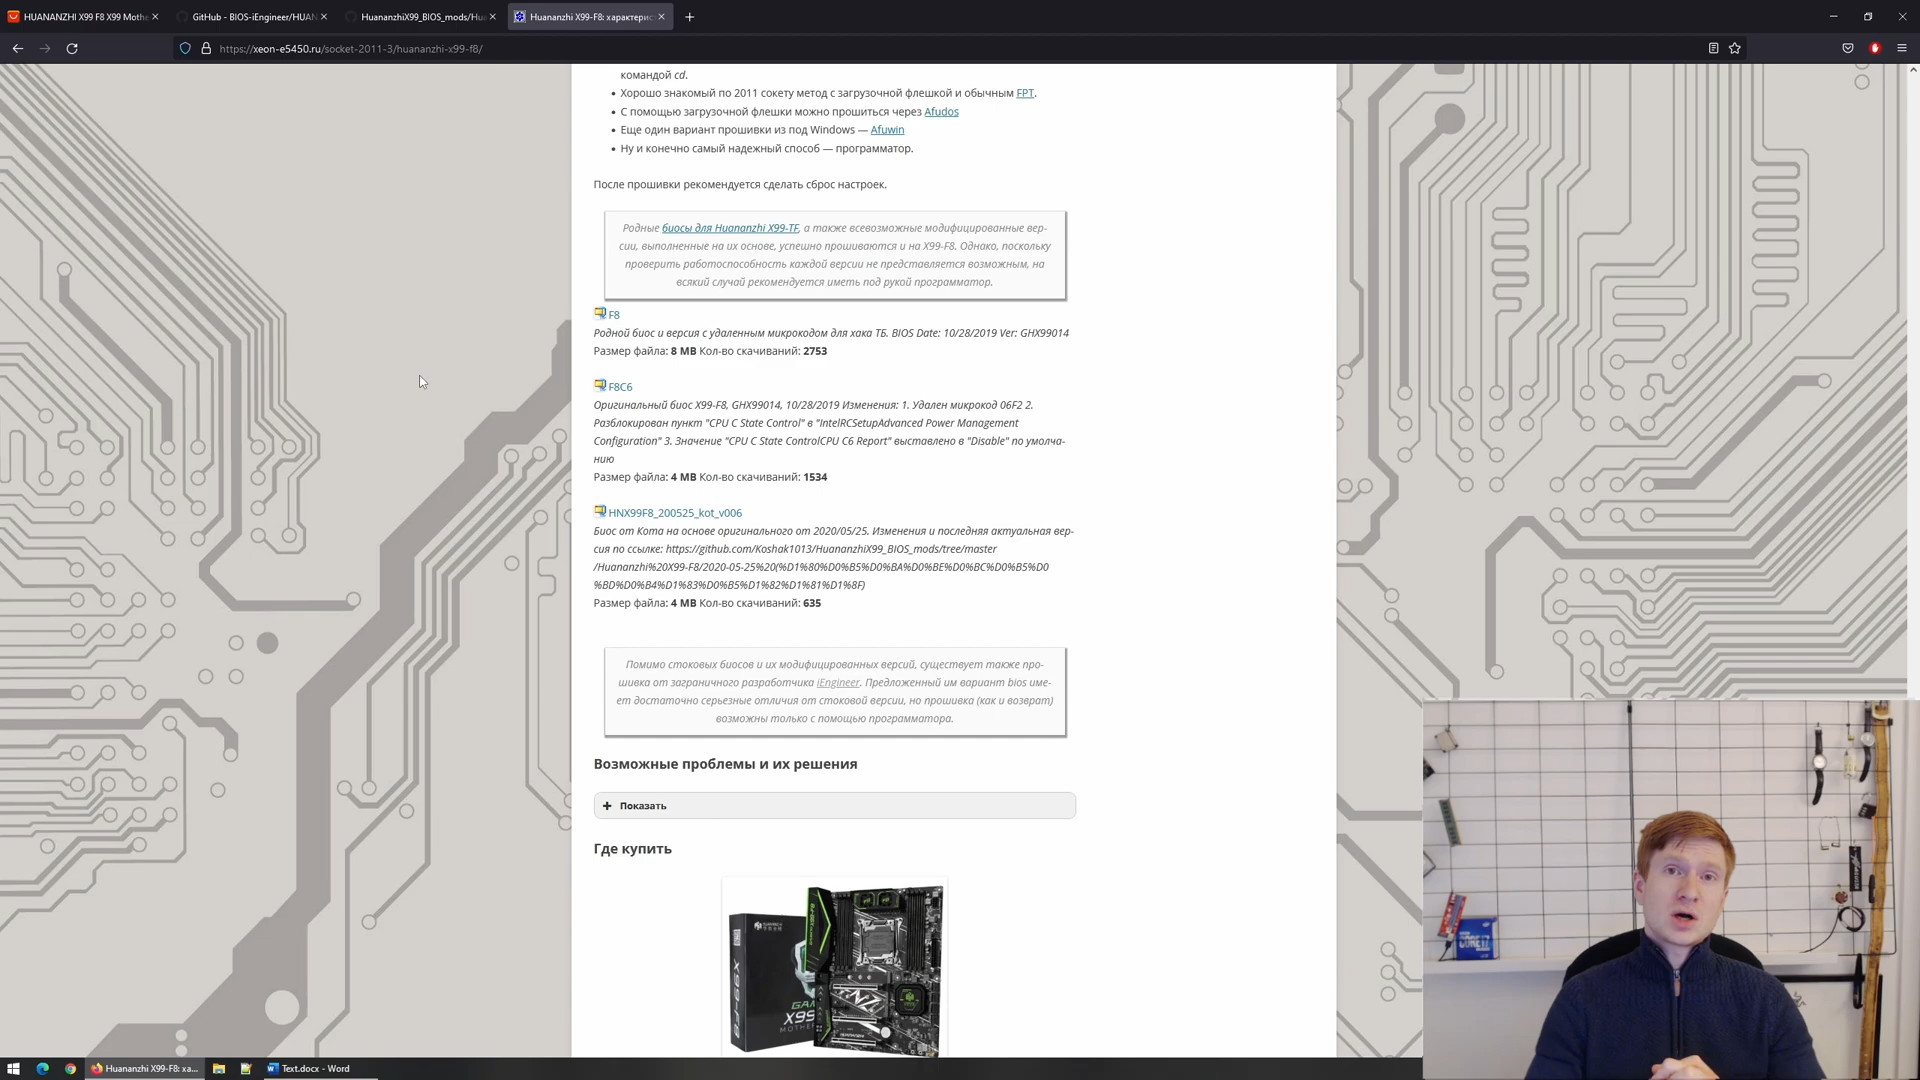 HUANANZHI X99 F8 X99 Mothe
GitHub - BIOS-iEngineer/HUAN
HuananzhiX99_BIOS_mods/Hua
Huananzhi X99-F8: характерист
https://xeon-e5450.ru/socket-2011-3/huananzhi-x99-f8/
командой cd.
Хорошо знакомый по 2011 сокету метод с загрузочной флешкой и обычным FPT.
С помощью загрузочной флешки можно прошиться через Afudos
Еще один вариант прошивки из под Windows — Afuwin
Ну и конечно самый надежный способ — программатор.
После прошивки рекомендуется сделать сброс настроек.
Родные биосы для Huananzhi X99-TF, а также всевозможные модифицированные вер-
сии, выполненные на их основе, успешно прошиваются и на X99-F8. Однако, поскольку
проверить работоспособность каждой версии не представляется возможным, на
всякий случай рекомендуется иметь под рукой программатор.
F8
Родной биос и версия с удаленным микрокодом для хака ТБ. BIOS Date: 10/28/2019 Ver: GHX99014
Размер файла: 8 MB Кол-во скачиваний: 2753
F8C6
Оригинальный биос X99-F8, GHX99014, 10/28/2019 Изменения: 1. Удален микрокод 06F2 2.
Разблокирован пункт "CPU C State Control" в "IntelRCSetupAdvanced Power Management
Configuration" 3. Значение "CPU C State ControlCPU C6 Report" выставлено в "Disable" по умолча-
нию
Размер файла: 4 MB Кол-во скачиваний: 1534
HNX99F8_200525_kot_v006
Биос от Кота на основе оригинального от 2020/05/25. Изменения и последняя актуальная вер-
сия по ссылке: https://github.com/Koshak1013/HuananzhiX99_BIOS_mods/tree/master
/Huananzhi%20X99-F8/2020-05-25%20(%D1%80%D0%B5%D0%BA%D0%BE%D0%BC%D0%B5%D0
%BD%D0%B4%D1%83%D0%B5%D1%82%D1%81%D1%8F)
Размер файла: 4 MB Кол-во скачиваний: 635
Помимо стоковых биосов и их модифицированных версий, существует также про-
шивка от заграничного разработчика iEngineer. Предложенный им вариант bios име-
ет достаточно серьезные отличия от стоковой версии, но прошивка (как и возврат)
возможны только с помощью программатора.
Возможные проблемы и их решения
Показать
Где купить
X99-F8
GAM
X99
MOTHER
CORE i7
Huananzhi X99-F8: ха...
Text.docx - Word